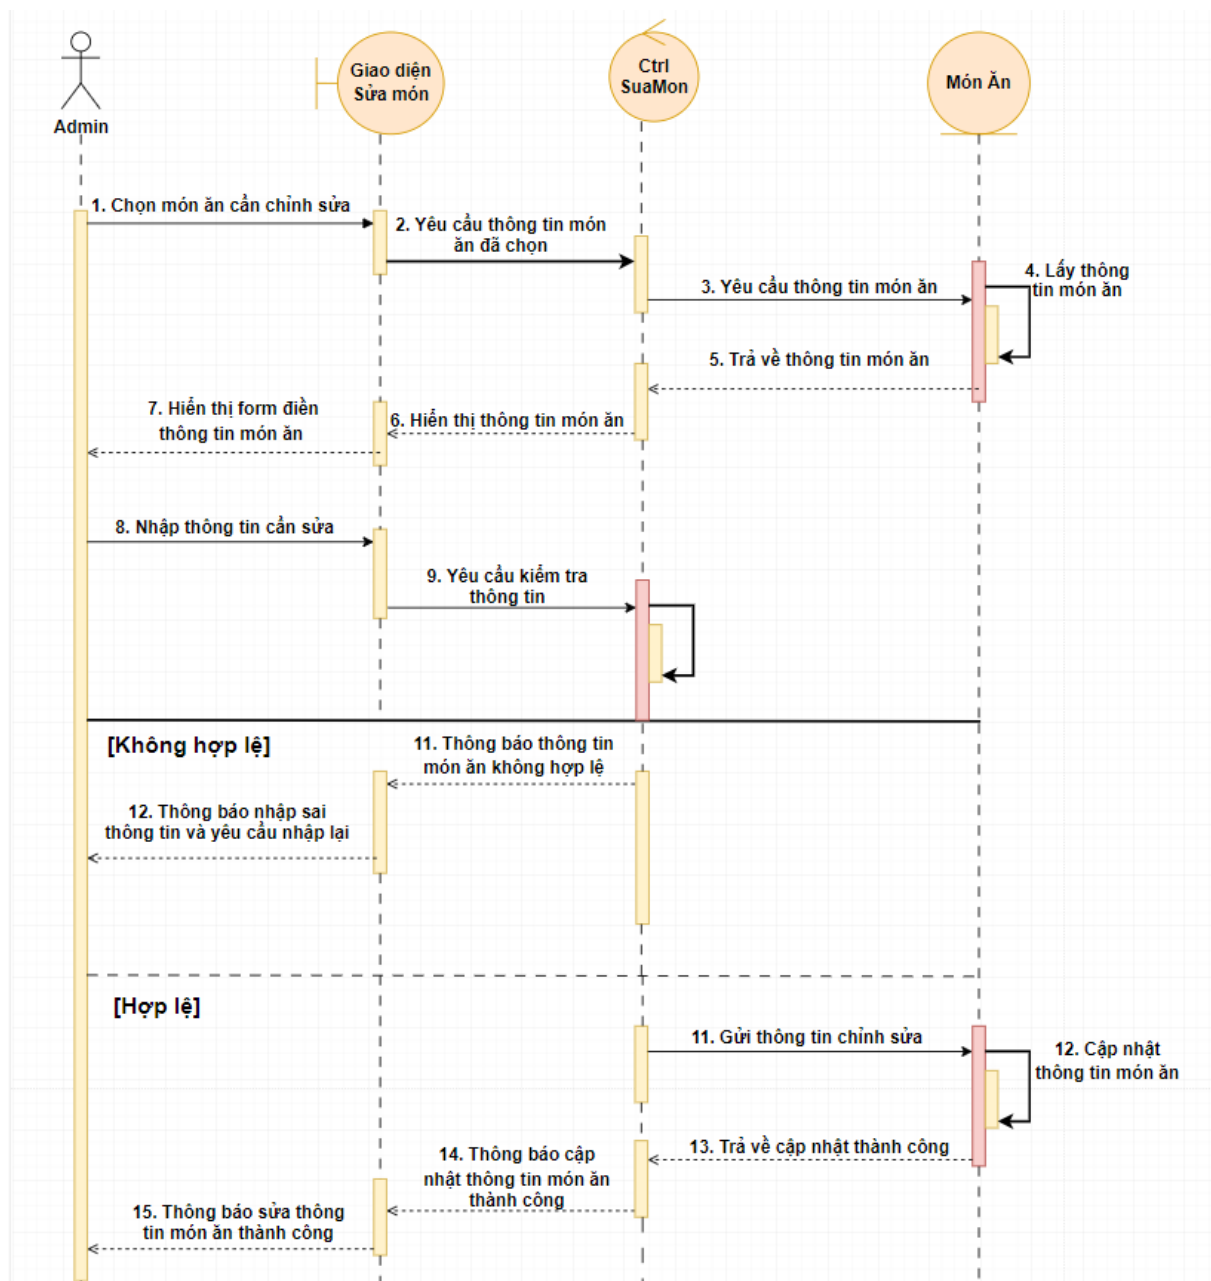 Giao diện
Sửa món
Ctrl
SuaMon
Món Ăn
Admin
1. Chọn món ăn cần chỉnh sửa
2. Yêu cầu thông tin món
ăn đã chọn
3. Yêu cầu thông tin món ăn
4. Lấy thông
tin món ăn
5. Trả về thông tin món ăn
6. Hiển thị thông tin món ăn
7. Hiển thị form điền
thông tin món ăn
8. Nhập thông tin cần sửa
9. Yêu cầu kiểm tra
thông tin
[Không hợp lệ]
11. Thông báo thông tin
món ăn không hợp lệ
12. Thông báo nhập sai
thông tin và yêu cầu nhập lại
[Hợp lệ]
11. Gửi thông tin chỉnh sửa
12. Cập nhật
thông tin món ăn
13. Trả về cập nhật thành công
14. Thông báo cập
nhật thông tin món ăn
thành công
15. Thông báo sửa thông
tin món ăn thành công